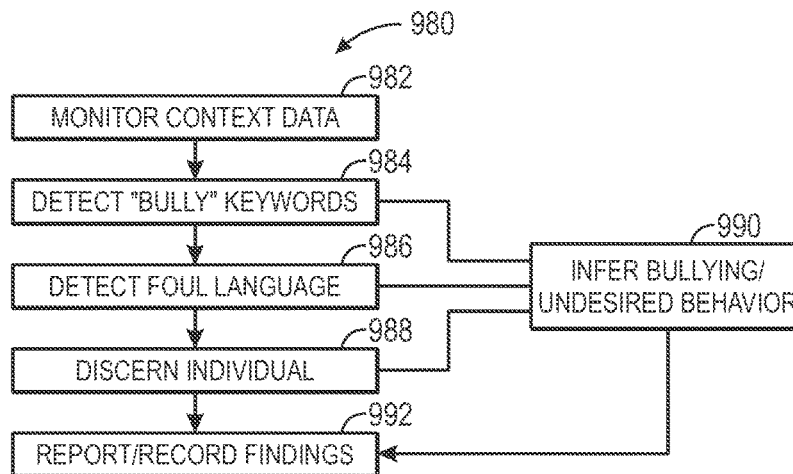 980
982
MONITOR CONTEXT DATA
984
DETECT "BULLY" KEYWORDS
986
DETECT FOUL LANGUAGE
988
DISCERN INDIVIDUAL
990
INFER BULLYING/
UNDESIRED BEHAVIOR
992
REPORT/RECORD FINDINGS